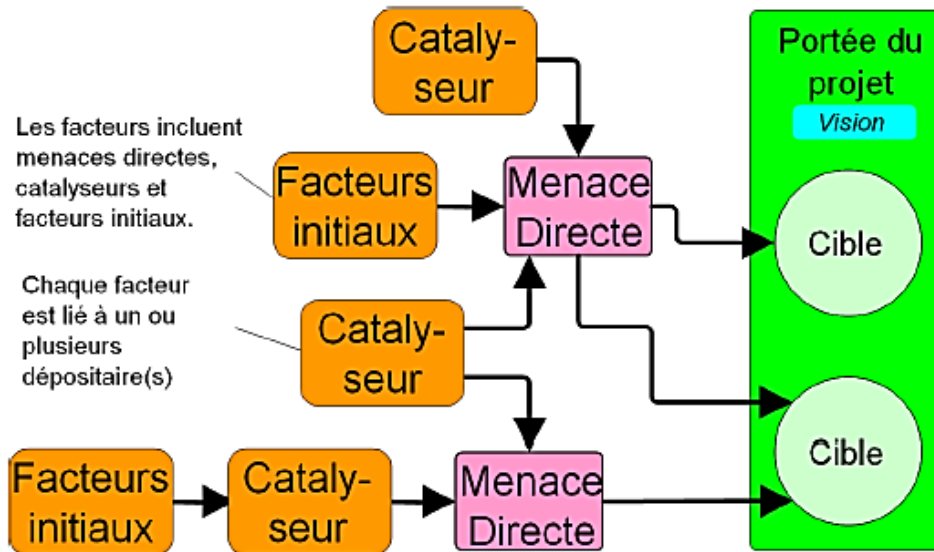 Cataly-
seur
Portée du
projet
Vision
Les facteurs incluent
menaces directes,
catalyseurs et
facteurs initiaux.
Facteurs
initiaux
Menace
Directe
Cible
Chaque facteur
est lié à un ou
plusieurs
dépositaire(s)
Cataly-
seur
Cible
Facteurs
initiaux
Cataly-
seur
Menace
Directe